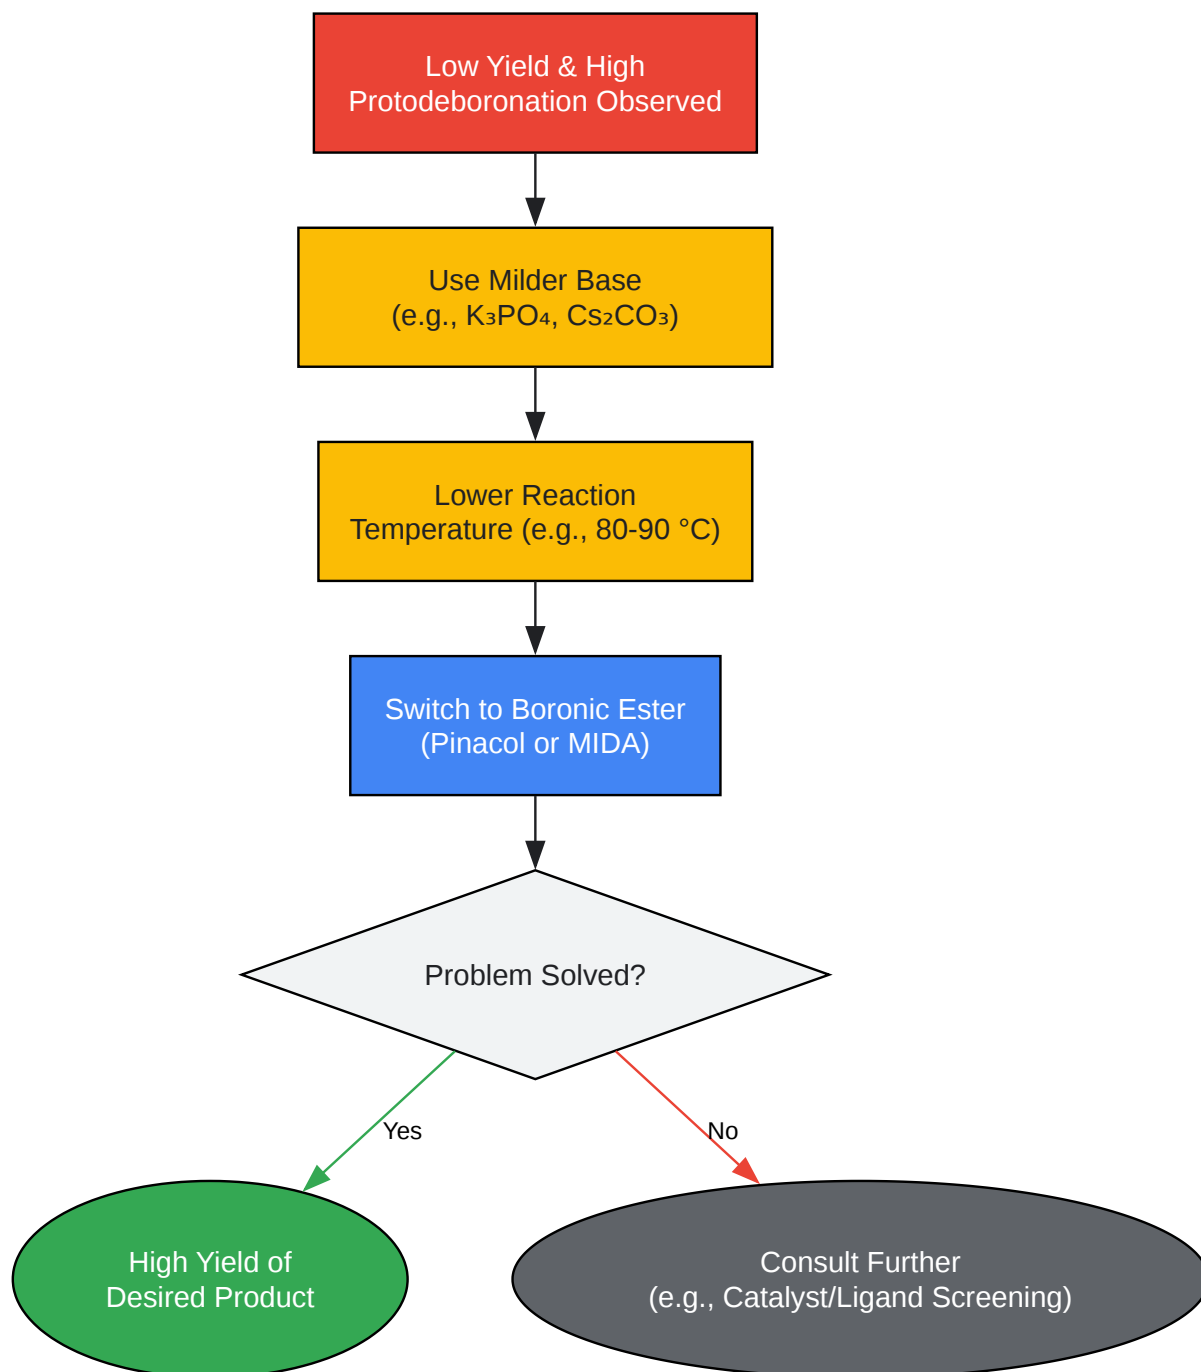 Low Yield & High
Protodeboronation Observed
Use Milder Base
(e.g., K₃PO₄, Cs₂CO₃)
Lower Reaction
Temperature (e.g., 80-90 °C)
Switch to Boronic Ester
(Pinacol or MIDA)
Problem Solved?
Yes
No
High Yield of
Desired Product
Consult Further
(e.g., Catalyst/Ligand Screening)